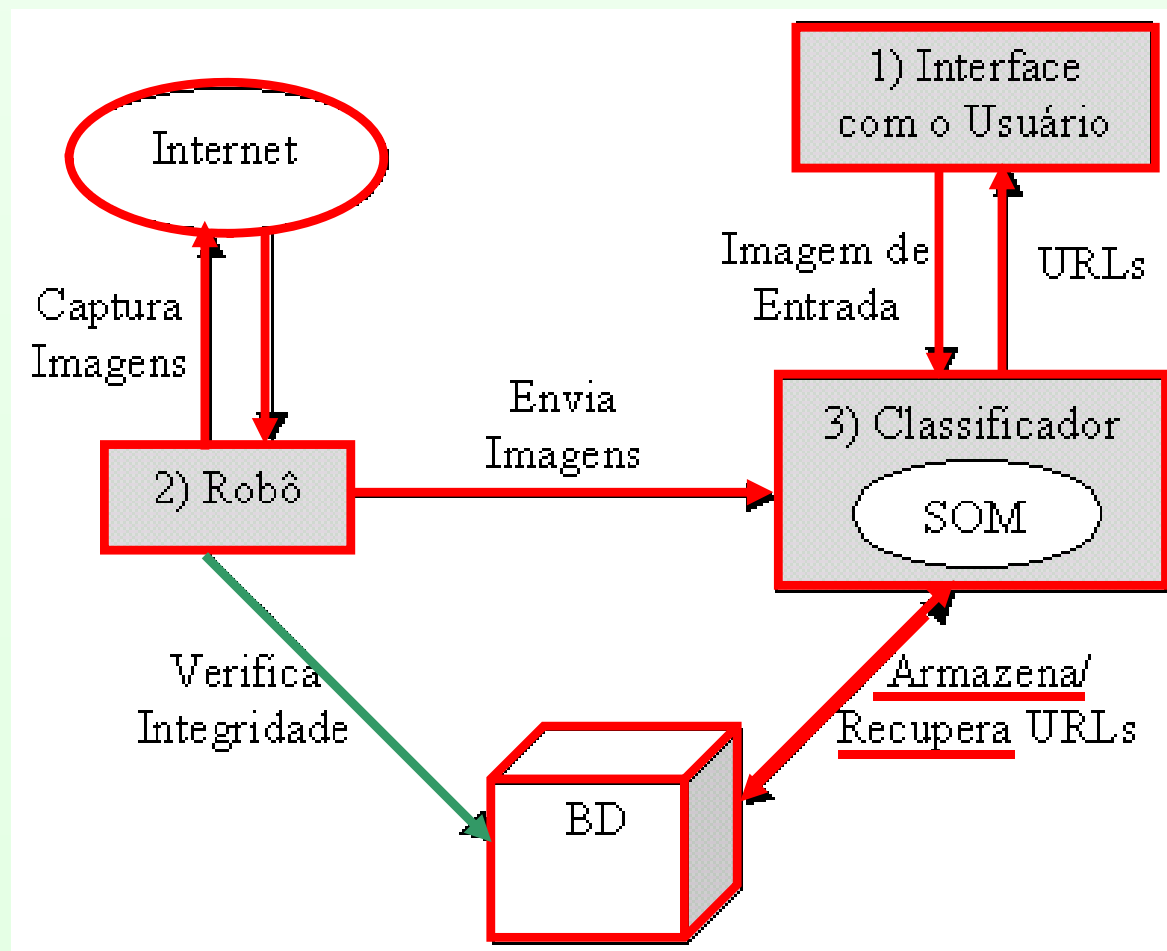 1) Interface
com o Usuário
Internet
Imagem de
Entrada
URLs
Captura
Imagens
Envia
Imagens
3) Classificador
SOM
2) Robô
Verifica
Integridade
Armazena/
Recupera URLs
BD